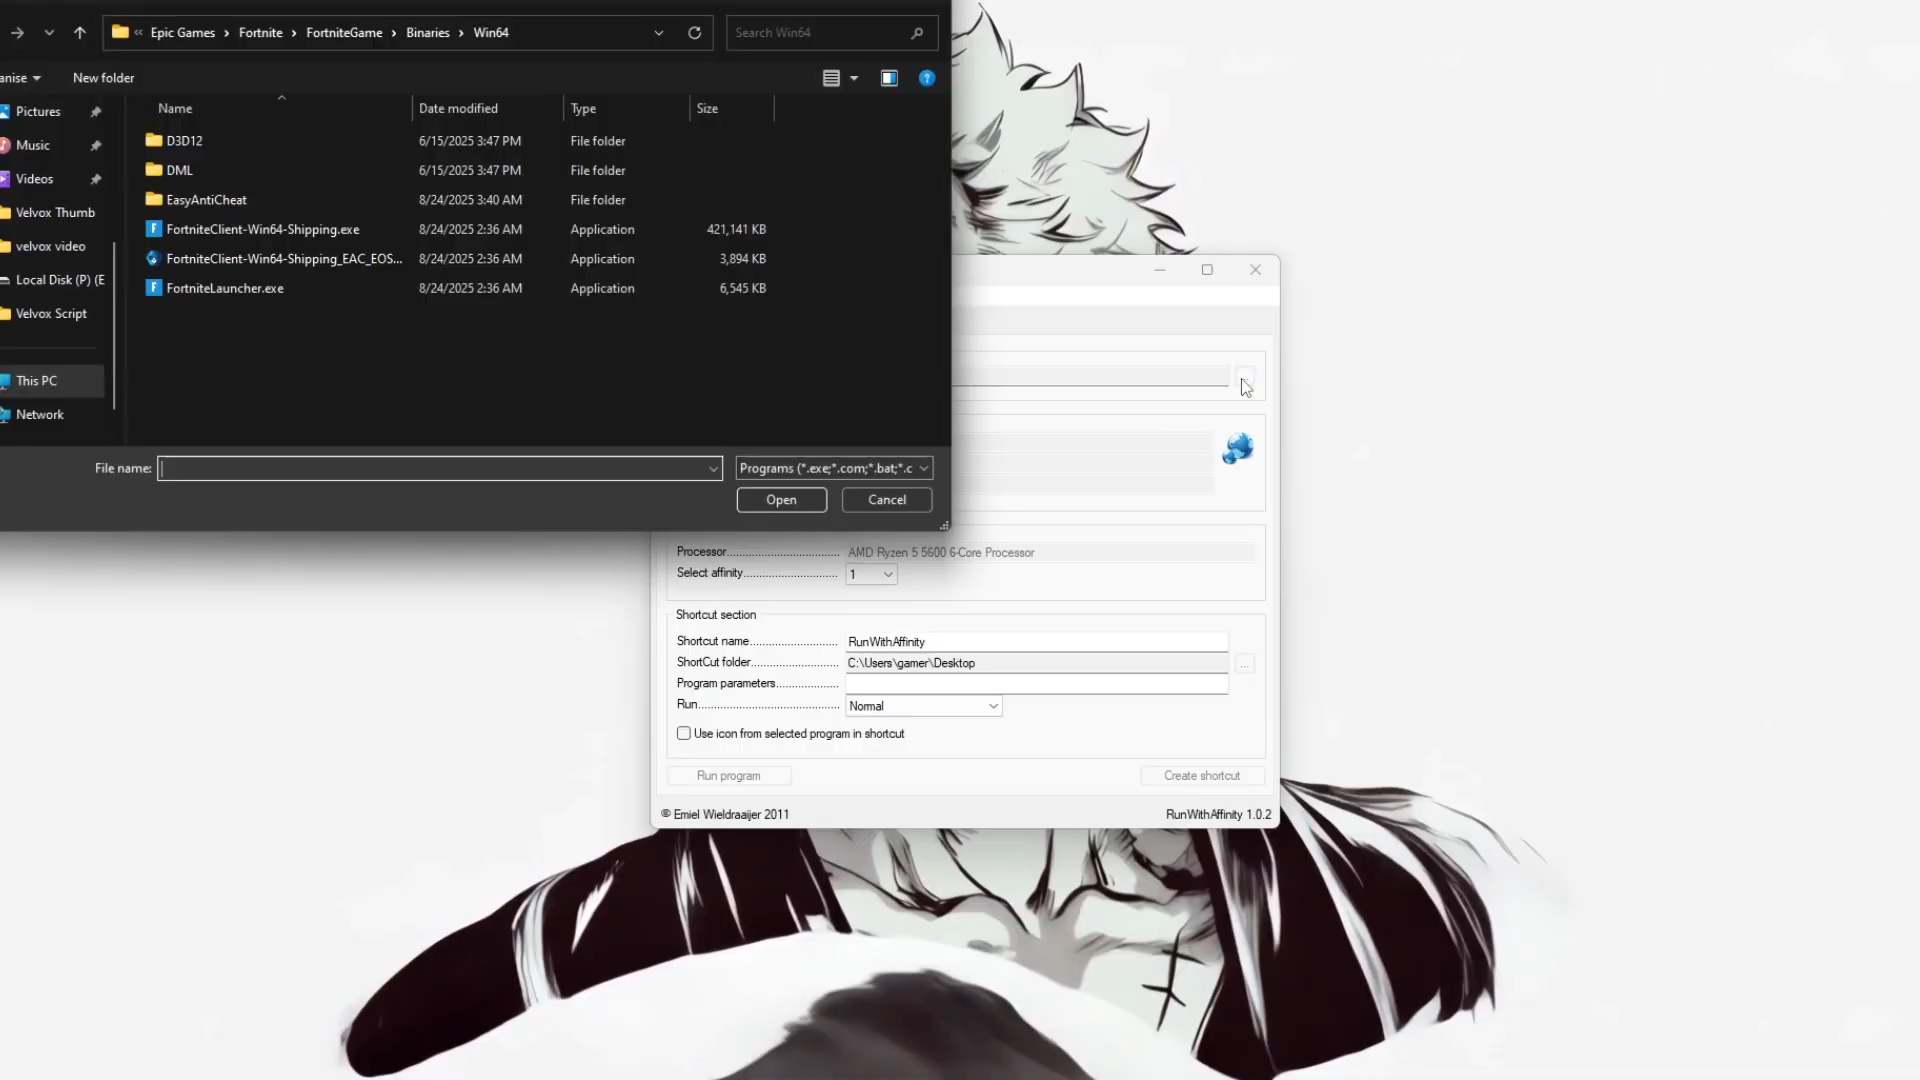 Epic Games › Fortnite › FortniteGame › Binaries › Win64
Search Win64
anise
New folder
Name
Date modified
Type
Size
Pictures
Music
Videos
Velvox Thumb
velvox video
Local Disk (P) (E
Velvox Script
This PC
Network
D3D12 6/15/2025 3:47 PM File folder
DML 6/15/2025 3:47 PM File folder
EasyAntiCheat 8/24/2025 3:40 AM File folder
FortniteClient-Win64-Shipping.exe 8/24/2025 2:36 AM Application 421,141 KB
FortniteClient-Win64-Shipping_EAC_EOS... 8/24/2025 2:36 AM Application 3,894 KB
FortniteLauncher.exe 8/24/2025 2:36 AM Application 6,545 KB
File name:
Programs (*.exe;*.com;*.bat;*.c
Open
Cancel
Processor................................ AMD Ryzen 5 5600 6-Core Processor
Select affinity........................... 1
Shortcut section
Shortcut name......................... RunWithAffinity
ShortCut folder......................... C:\Users\gamer\Desktop
Program parameters..................
Run........................................ Normal
Use icon from selected program in shortcut
Run program
Create shortcut
© Emiel Wieldraaijer 2011
RunWithAffinity 1.0.2